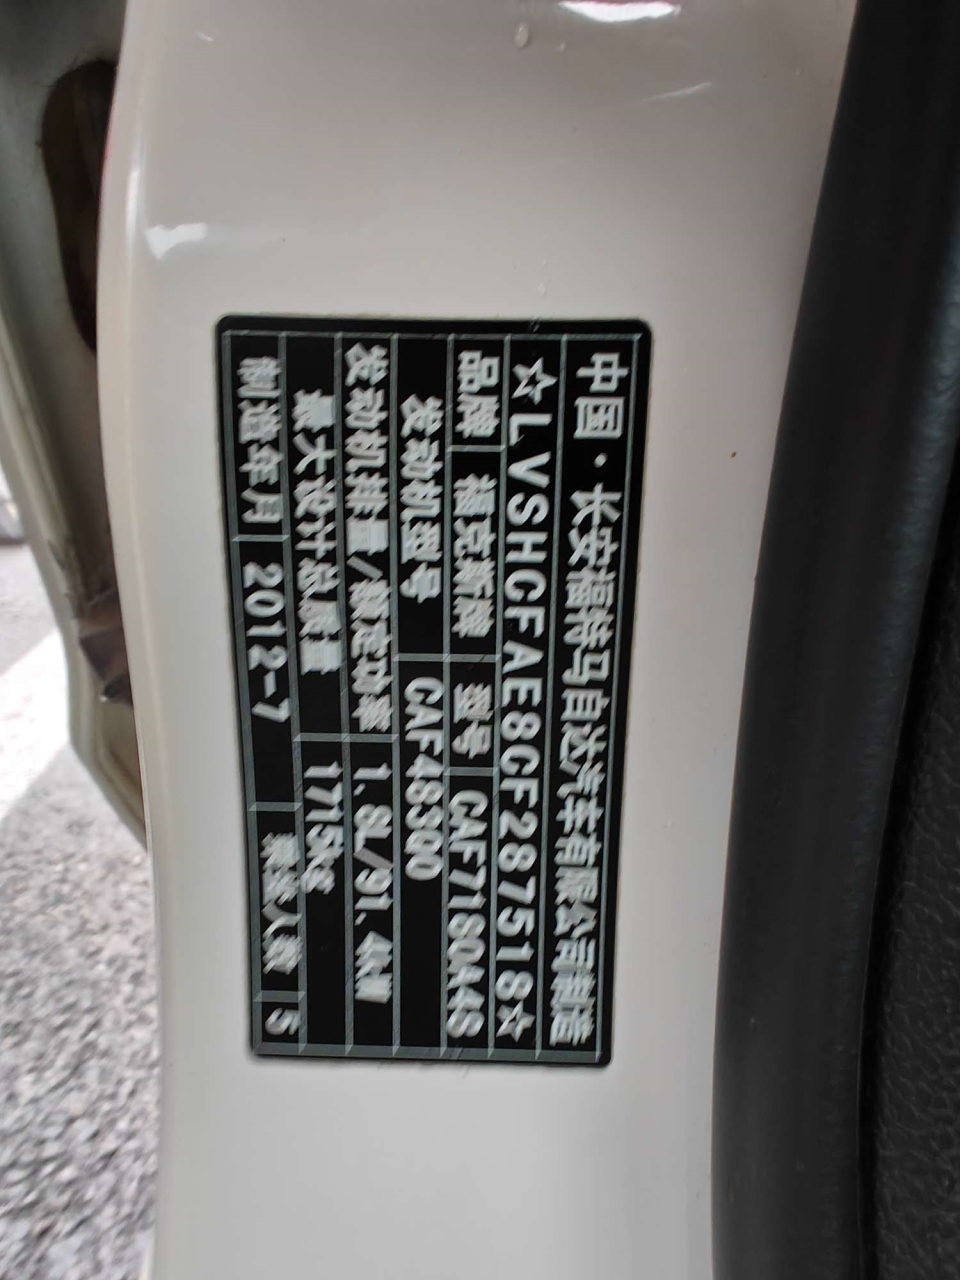 中国·长安福特马自达汽车有限公司制造
☆LVSHCFAE8CF287518☆
品牌 福克斯牌 型号 CAF7180A48
发动机型号 CAF483Q0
发动机排量/额定功率 1.8L/91.4kW
最大设计总质量 1715kg
制造年月 2012-7 乘坐人数 5